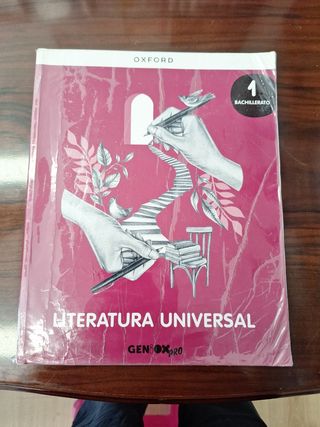 OXFORD
1
BACHILLERATO
LITERATURA UNIVERSAL
GENiOX PRO